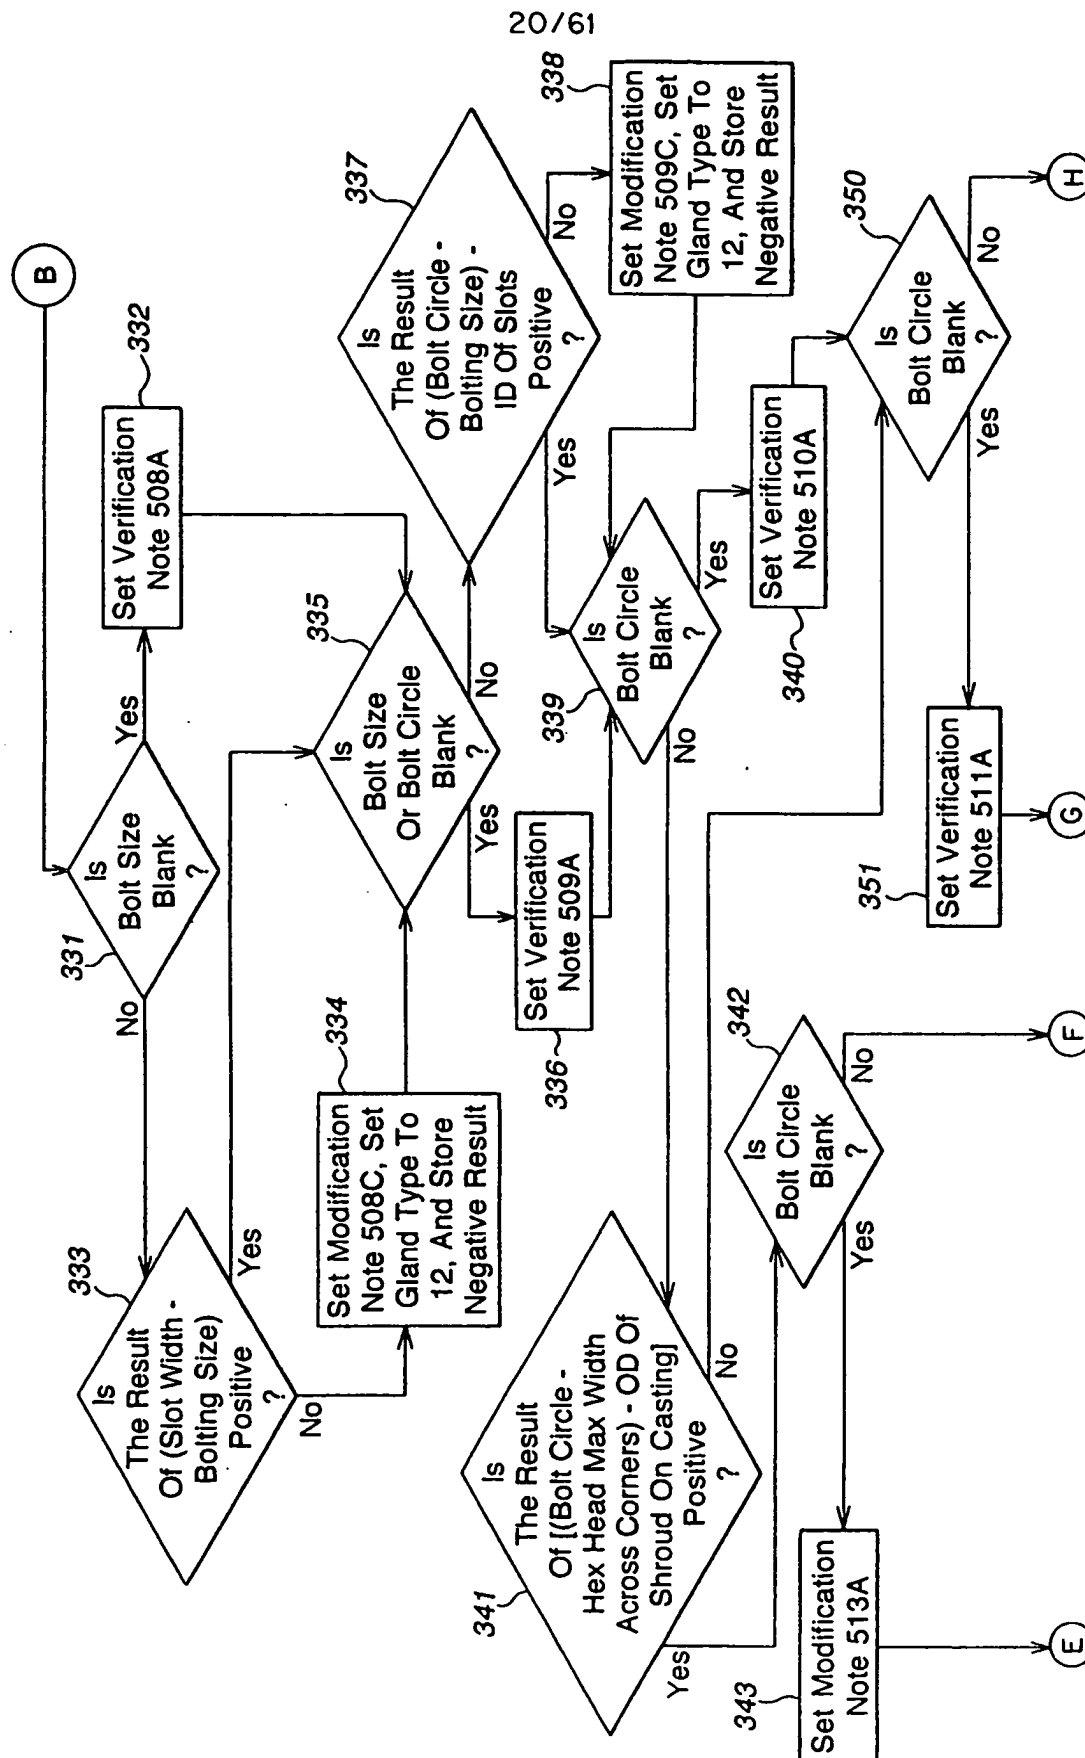 20/61
B
331
Is
Bolt Size
Blank
?
Yes
No
332
Set Verification
Note 508A
333
Is
The Result
Of (Slot Width -
Bolting Size)
Positive
?
Yes
No
334
Set Modification
Note 508C, Set
Gland Type To
12, And Store
Negative Result
335
Is
Bolt Size
Or Bolt Circle
Blank
?
Yes
No
336
Set Verification
Note 509A
337
Is
The Result
Of (Bolt Circle -
Bolting Size) -
ID Of Slots
Positive
?
Yes
No
338
Set Modification
Note 509C, Set
Gland Type To
12, And Store
Negative Result
339
Is
Bolt Circle
Blank
?
Yes
No
340
Set Verification
Note 510A
341
Is
The Result
Of [(Bolt Circle -
Hex Head Max Width
Across Corners) - OD Of
Shroud On Casting]
Positive
?
Yes
No
342
Is
Bolt Circle
Blank
?
Yes
No
343
Set Modification
Note 513A
350
Is
Bolt Circle
Blank
?
Yes
No
351
Set Verification
Note 511A
E
F
G
H